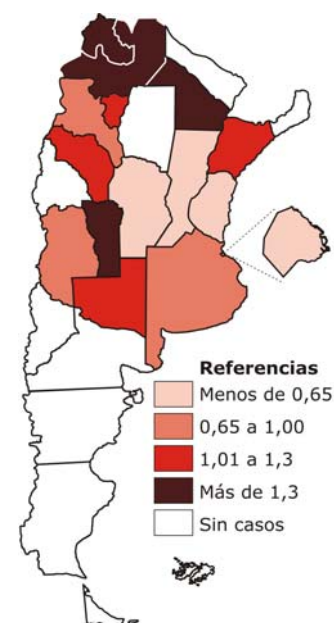 Referencias
Menos de 0,65
0,65 a 1,00
1,01 a 1,3
Más de 1,3
Sin casos